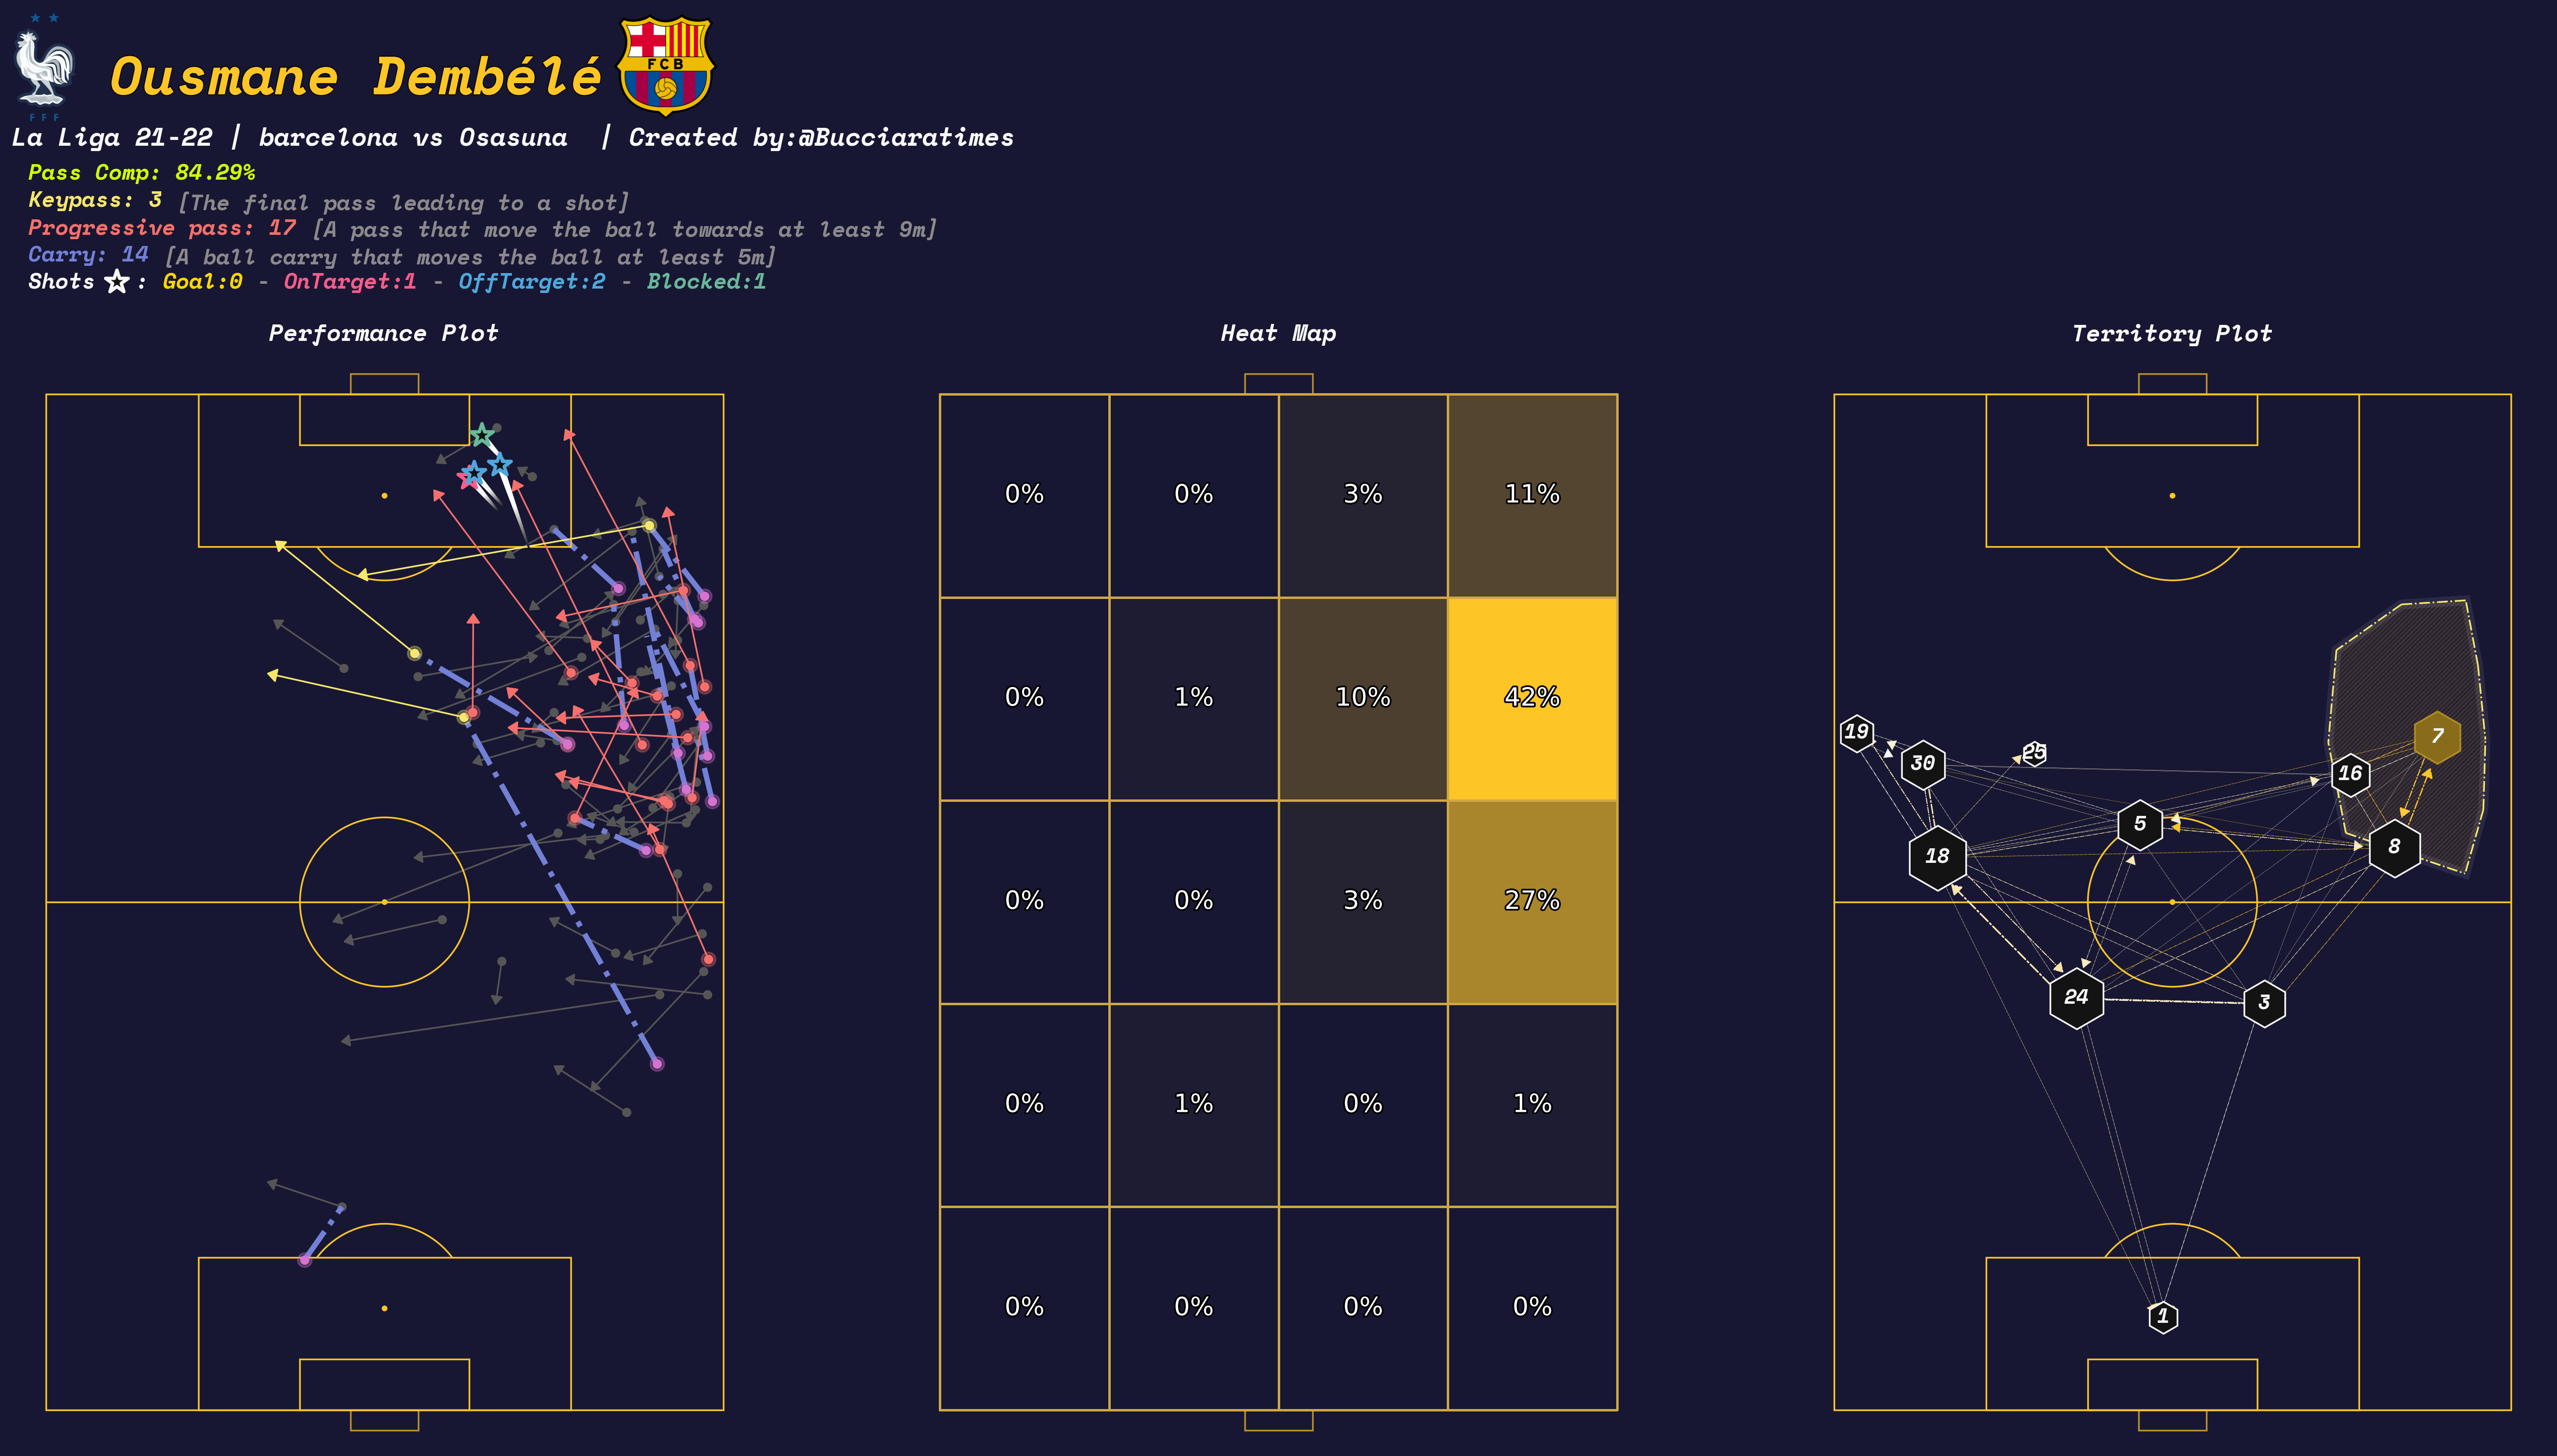 F F F
Ousmane Dembélé
FCB
La Liga 21-22 | barcelona vs Osasuna | Created by:@Bucciaratimes
Pass Comp: 84.29%
Keypass: 3 [The final pass leading to a shot]
Progressive pass: 17 [A pass that move the ball towards at least 9m]
Carry: 14 [A ball carry that moves the ball at least 5m]
Shots ☆: Goal:0 - OnTarget:1 - OffTarget:2 - Blocked:1
Performance Plot
Heat Map
Territory Plot
0% 0% 3% 11%
0% 1% 10% 42%
0% 0% 3% 27%
0% 1% 0% 1%
0% 0% 0% 0%
19
30
25
7
16
5
18
8
24
3
1